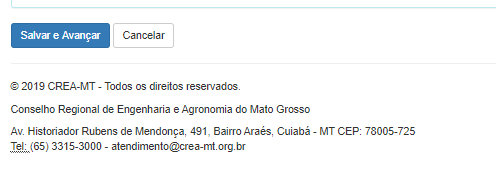 Salvar e Avançar Cancelar
© 2019 CREA-MT - Todos os direitos reservados.
Conselho Regional de Engenharia e Agronomia do Mato Grosso
Av. Historiador Rubens de Mendonça, 491, Bairro Araés, Cuiabá - MT CEP: 78005-725
Tel: (65) 3315-3000 - atendimento@crea-mt.org.br